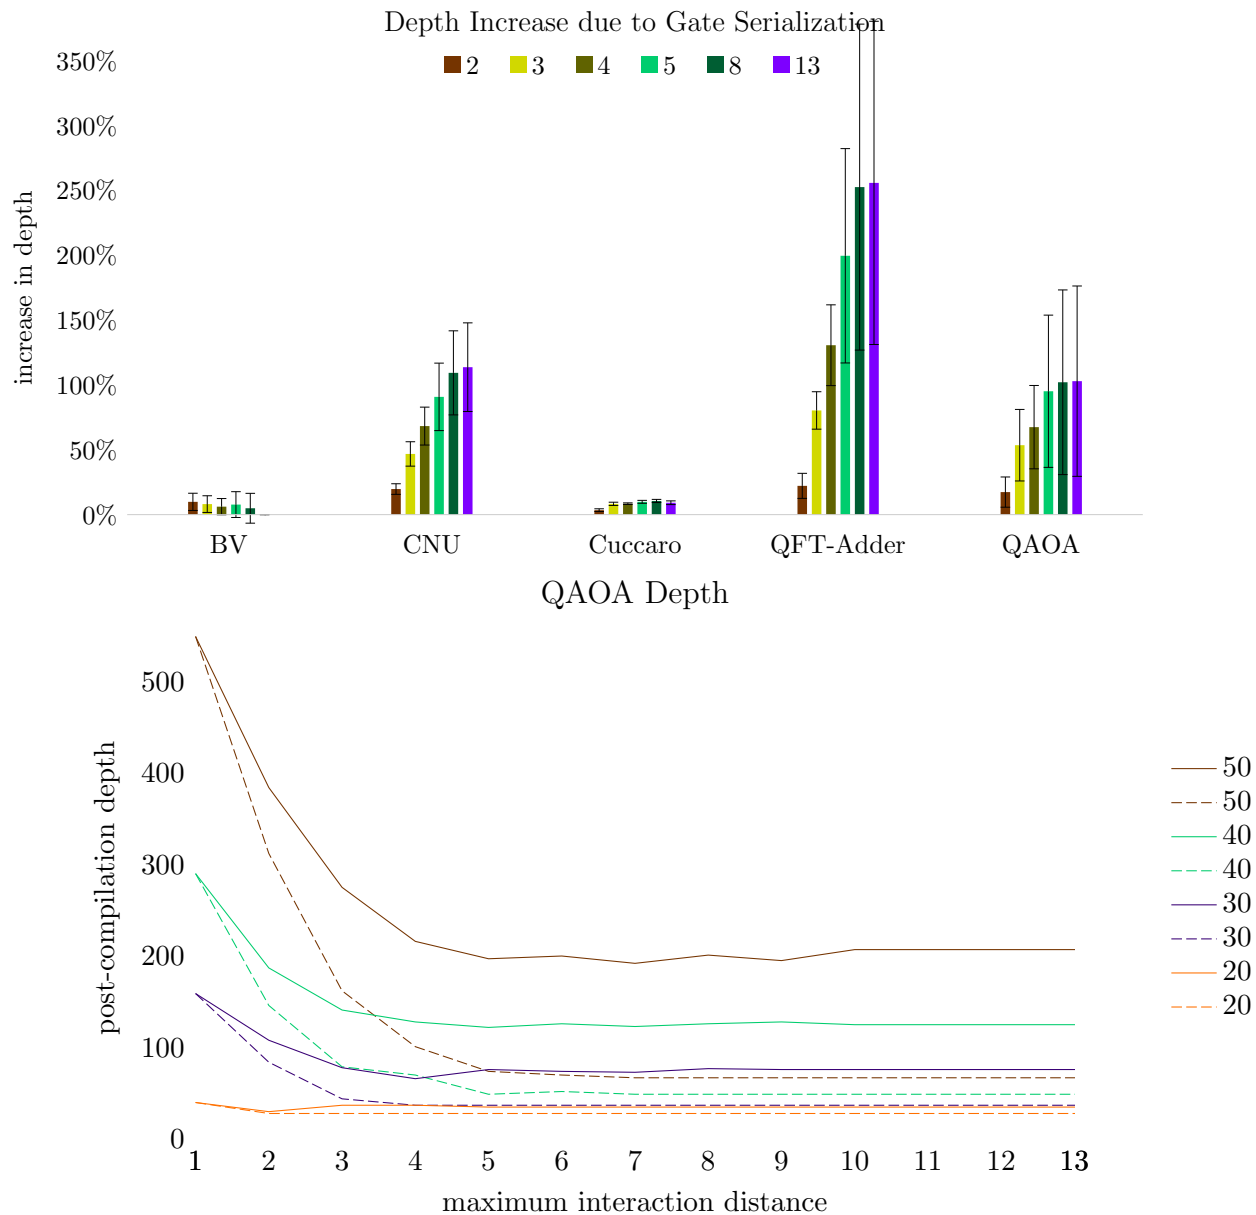 Depth Increase due to Gate Serialization
2 3 4 5 8 13
350%
300%
250%
200%
150%
100%
50%
0%
increase in depth
BV CNU Cuccaro QFT-Adder QAOA
QAOA Depth
500
400
300
200
100
0
post-compilation depth
1 2 3 4 5 6 7 8 9 10 11 12 13
maximum interaction distance
50
50
40
40
30
30
20
20